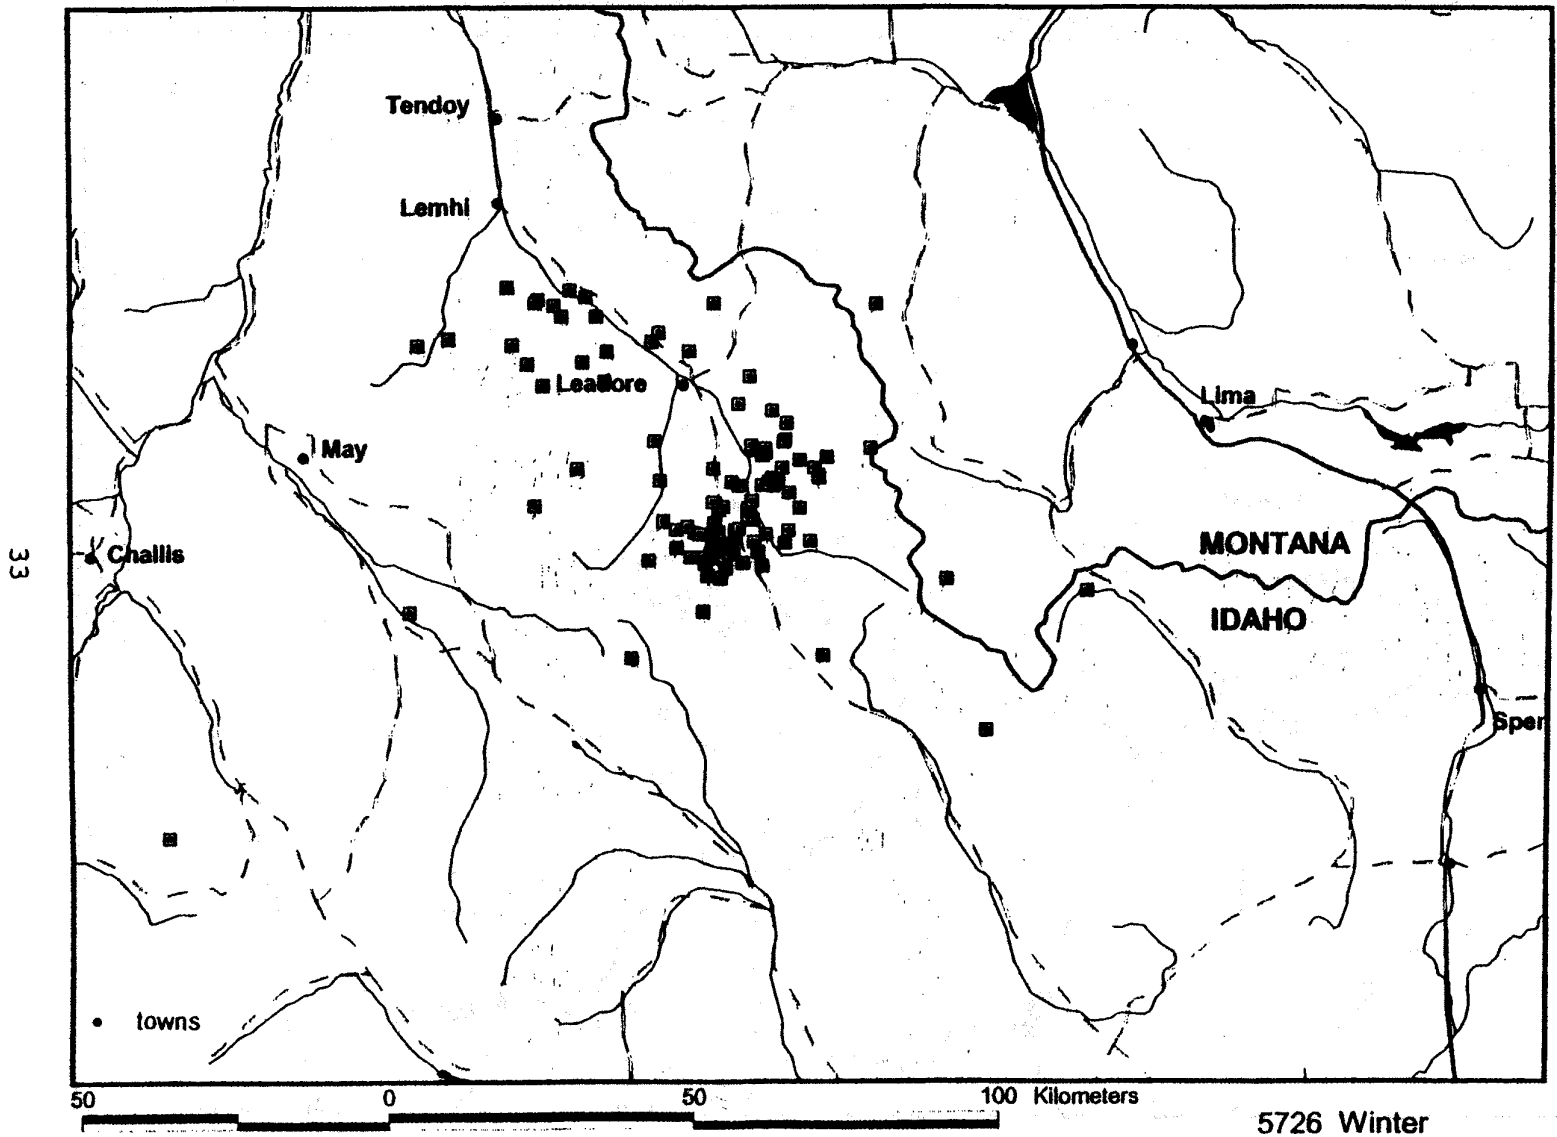 Tendoy
Lemhi
Leadore
Lima
May
MONTANA
Challis
IDAHO
Sper
towns
50 0 50 100 Kilometers
5726 Winter
33